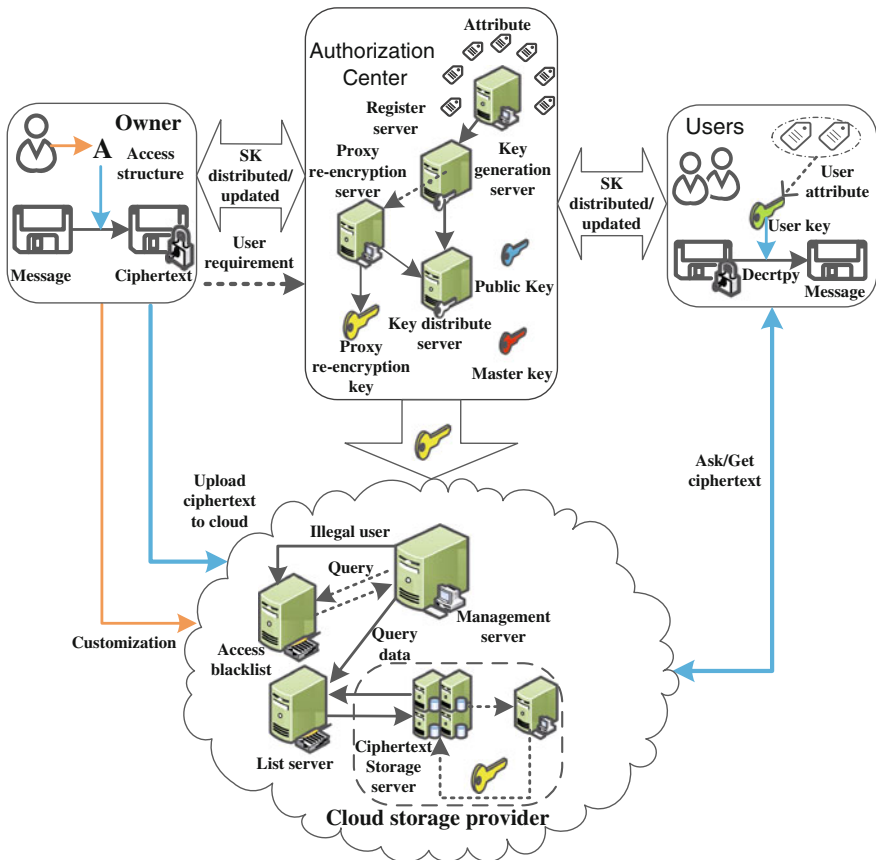 Attribute
Authorization
Center
Register
server
Key
generation
server
Proxy
re-encryption
server
Public Key
Key distribute
server
Proxy
re-encryption
key
Master key
Owner
A
Access
structure
Message
Ciphertext
SK
distributed/
updated
User
requirement
SK
distributed/
updated
Users
User
attribute
User key
Decrtpy
Message
Upload
ciphertext
to cloud
Customization
Ask/Get
ciphertext
Illegal user
Query
Management
server
Access
blacklist
Query
data
List server
Ciphertext
Storage
server
Cloud storage provider